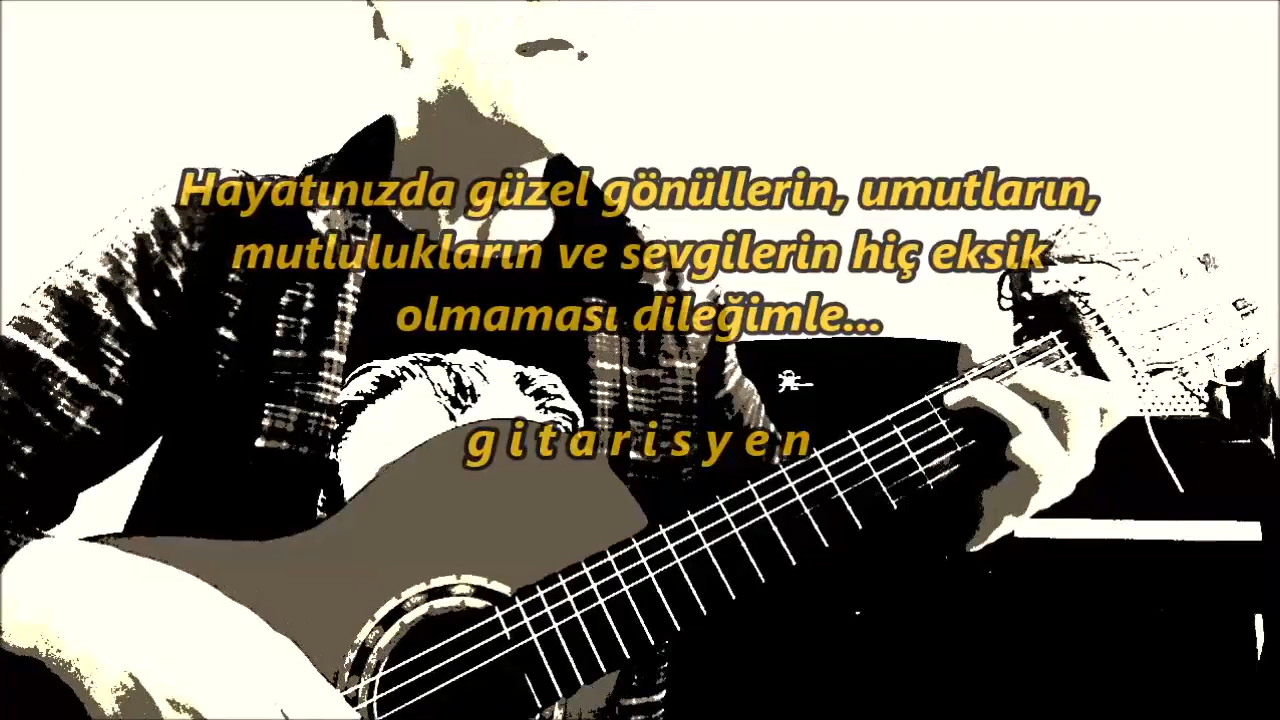 Hayatınızda güzel gönüllerin, umutların,
mutlulukların ve sevgilerin hiç eksik
olmaması dileğimle...
g i t a r i s y e n